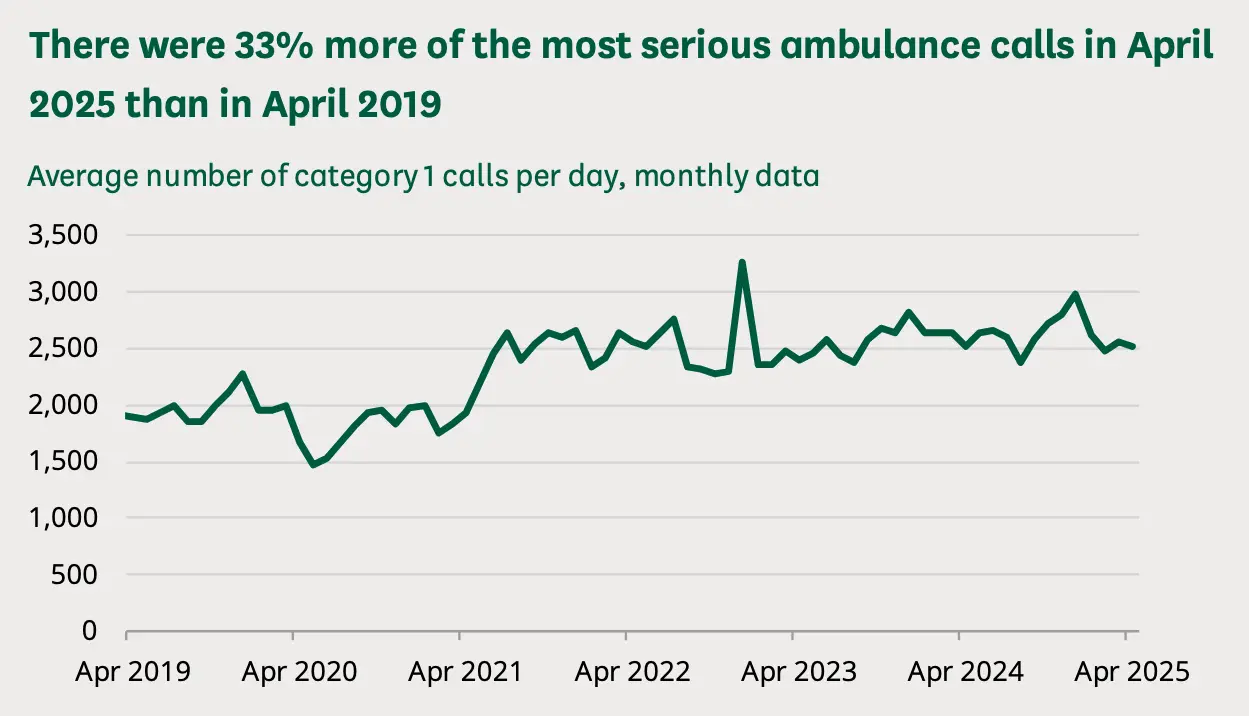 There were 33% more of the most serious ambulance calls in April
2025 than in April 2019
Average number of category 1 calls per day, monthly data
3,500
3,000
2,500
2,000
1,500
1,000
500
0
Apr 2019 Apr 2020 Apr 2021 Apr 2022 Apr 2023 Apr 2024 Apr 2025